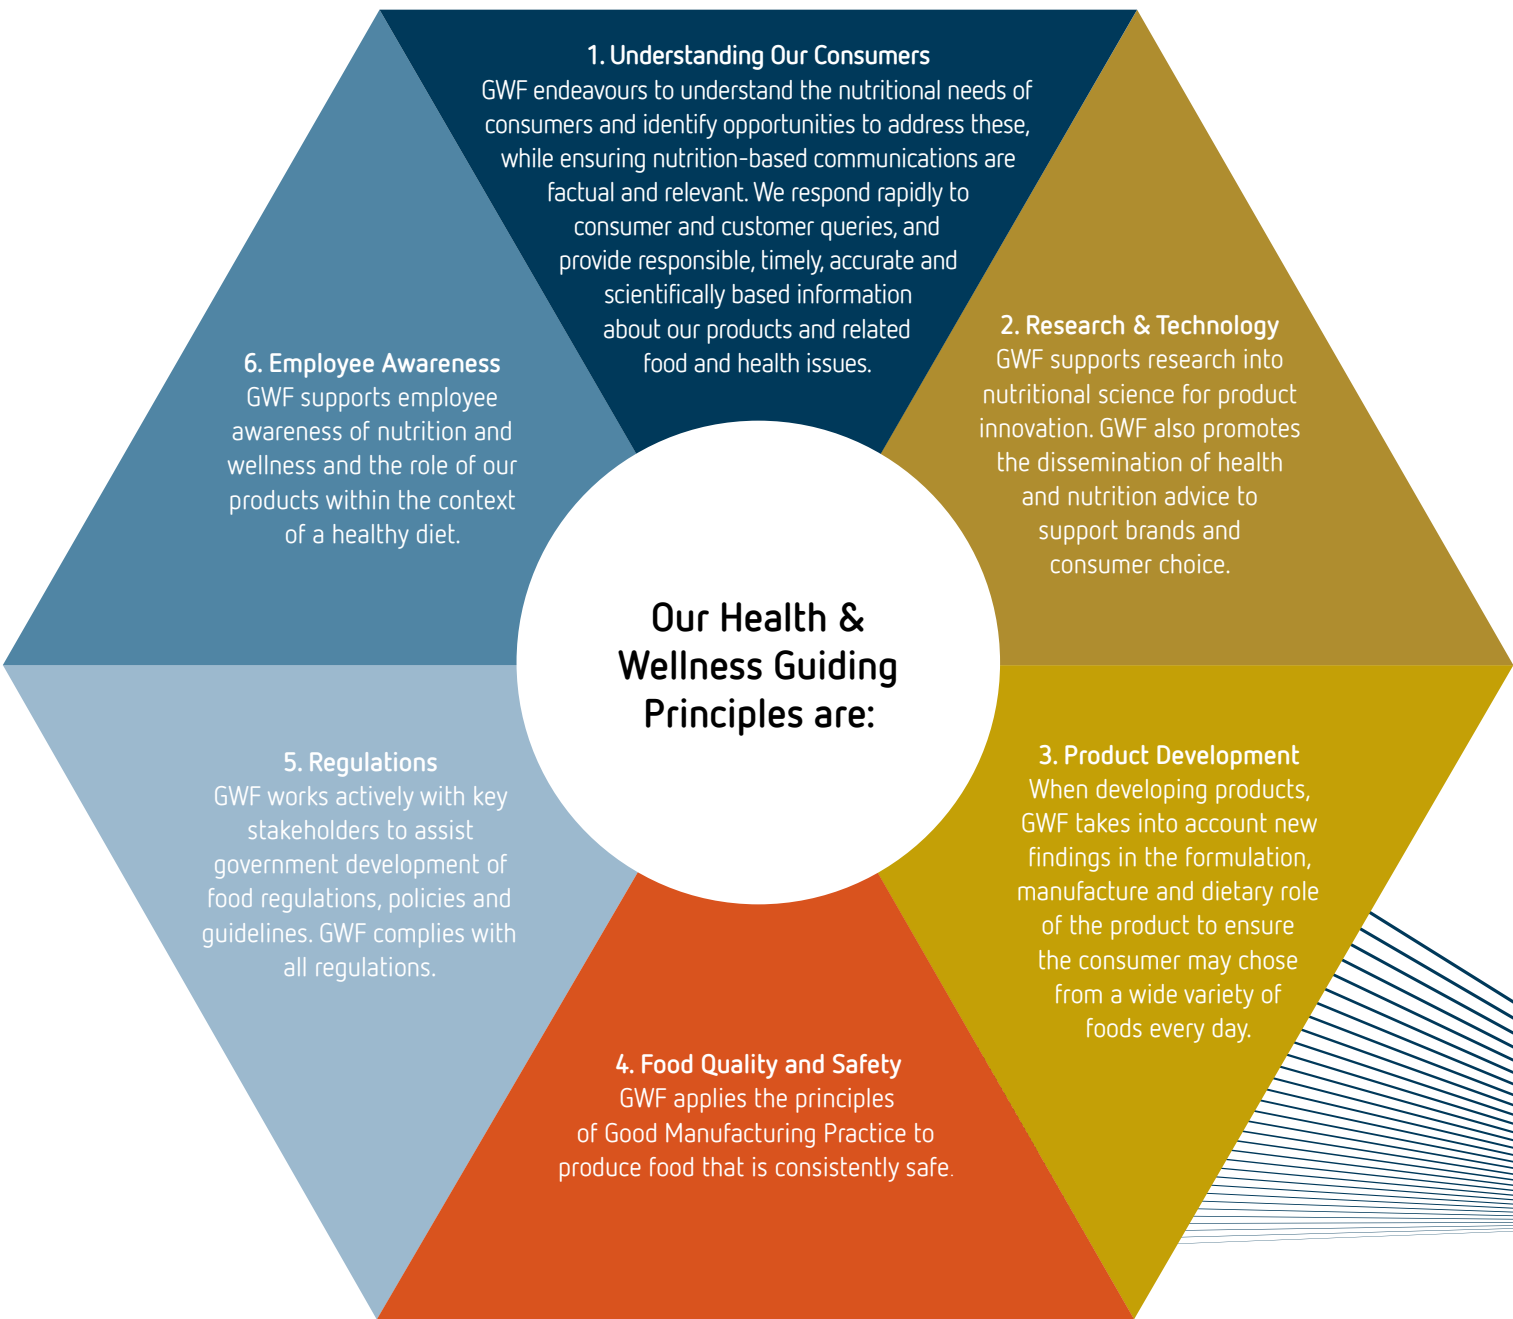 1. Understanding Our Consumers
GWF endeavours to understand the nutritional needs of
consumers and identify opportunities to address these,
while ensuring nutrition-based communications are
factual and relevant. We respond rapidly to
consumer and customer queries, and
provide responsible, timely, accurate and
scientifically based information
about our products and related
food and health issues.
2. Research & Technology
GWF supports research into
nutritional science for product
innovation. GWF also promotes
the dissemination of health
and nutrition advice to
support brands and
consumer choice.
3. Product Development
When developing products,
GWF takes into account new
findings in the formulation,
manufacture and dietary role
of the product to ensure
the consumer may chose
from a wide variety of
foods every day.
4. Food Quality and Safety
GWF applies the principles
of Good Manufacturing Practice to
produce food that is consistently safe.
5. Regulations
GWF works actively with key
stakeholders to assist
government development of
food regulations, policies and
guidelines. GWF complies with
all regulations.
6. Employee Awareness
GWF supports employee
awareness of nutrition and
wellness and the role of our
products within the context
of a healthy diet.
Our Health &
Wellness Guiding
Principles are: